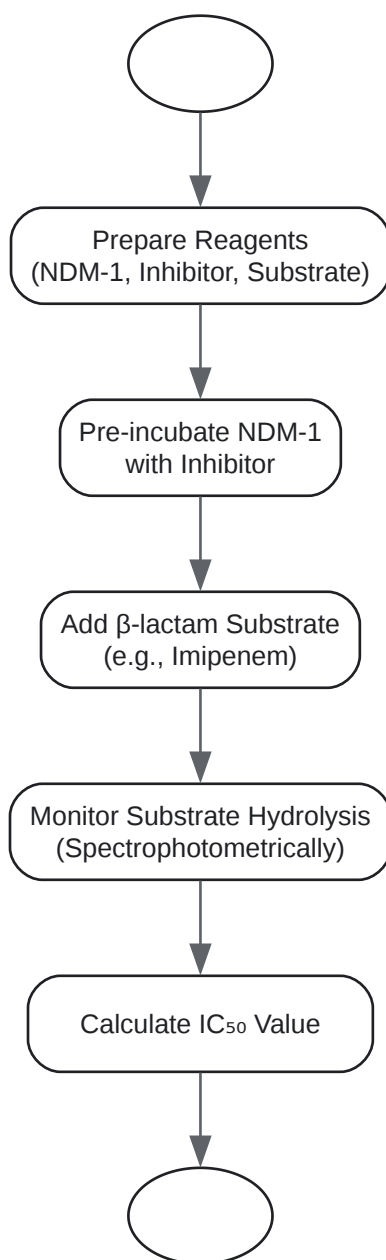 Prepare Reagents
(NDM-1, Inhibitor, Substrate)
Pre-incubate NDM-1
with Inhibitor
Add β-lactam Substrate
(e.g., Imipenem)
Monitor Substrate Hydrolysis
(Spectrophotometrically)
Calculate IC₅₀ Value